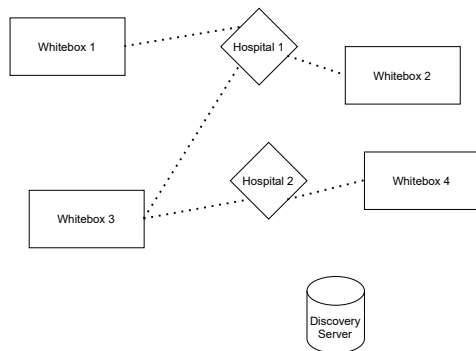 Whitebox 1
Hospital 1
Whitebox 2
Hospital 2
Whitebox 4
Whitebox 3
Discovery
Server